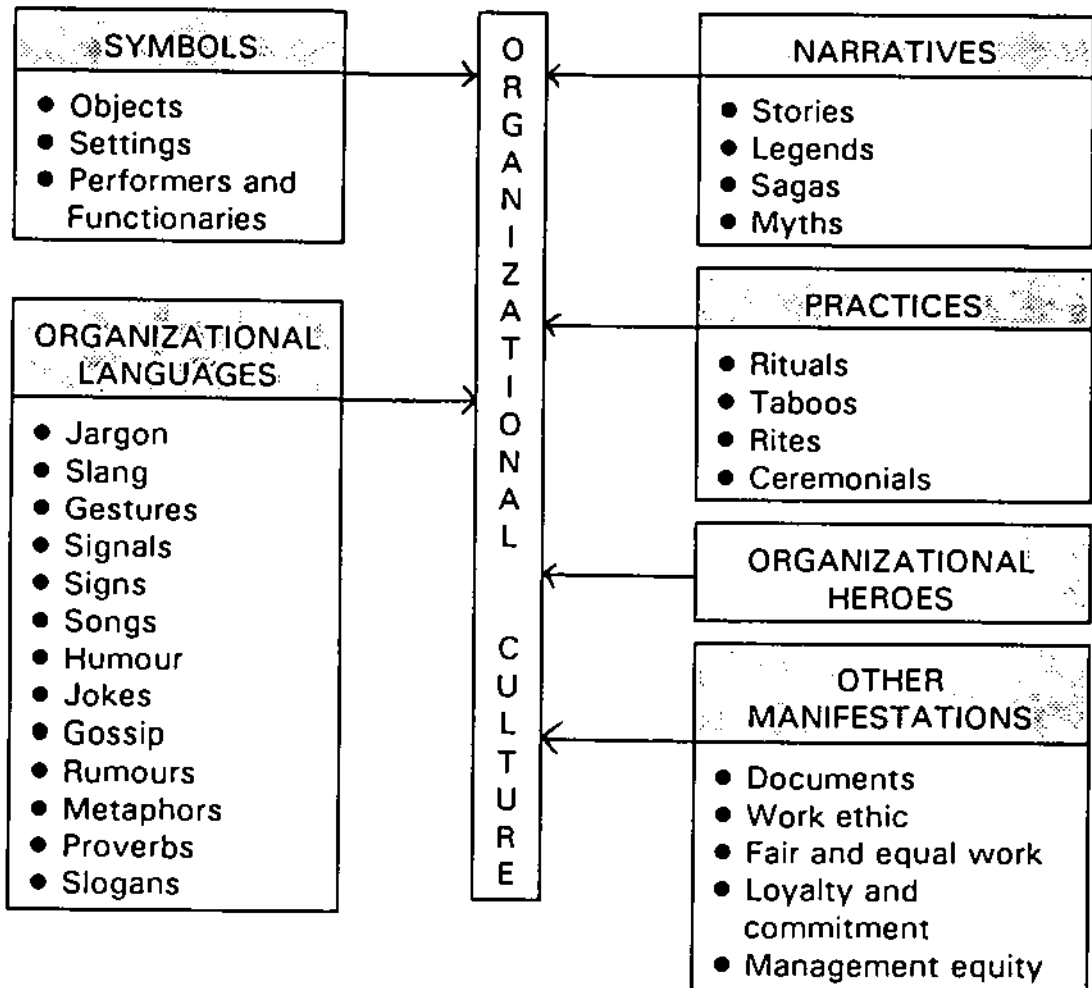 SYMBOLS
● Objects
● Settings
● Performers and
Functionaries
ORGANIZATIONAL
LANGUAGES
● Jargon
● Slang
● Gestures
● Signals
● Signs
● Songs
● Humour
● Jokes
● Gossip
● Rumours
● Metaphors
● Proverbs
● Slogans
ORGANIZATIONAL CULTURE
NARRATIVES
● Stories
● Legends
● Sagas
● Myths
PRACTICES
● Rituals
● Taboos
● Rites
● Ceremonials
ORGANIZATIONAL
HEROES
OTHER
MANIFESTATIONS
● Documents
● Work ethic
● Fair and equal work
● Loyalty and
commitment
● Management equity